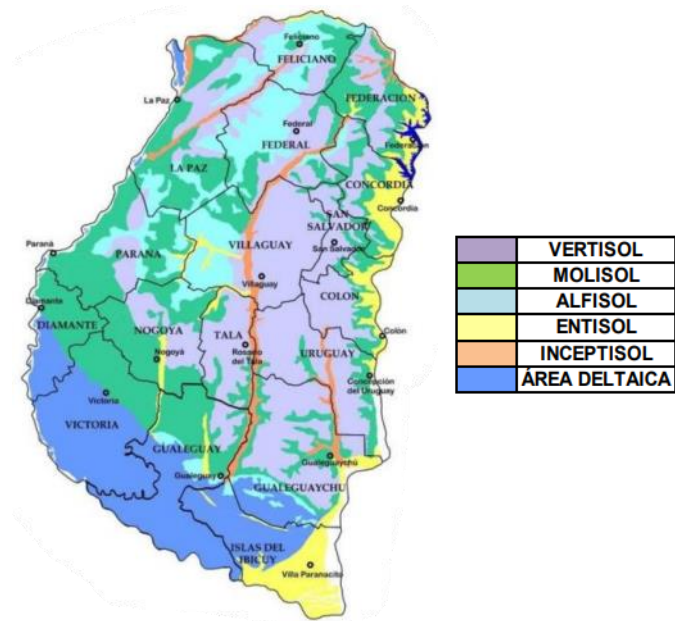 Feliciano
FELICIANO
La Paz
FEDERACION
Federal
FEDERAL
Federación
LA PAZ
CONCORDIA
Concordia
SAN
SALVADOR
San Salvador
PARANA
Paraná
VILLAGUAY
Villaguay
COLON
Diamante
DIAMANTE
NOGOYA
TALA
Colón
Nogoyá
Rosario
del Tala
URUGUAY
Concepción
del Uruguay
Victoria
VICTORIA
GUALEGUAY
Gualeguaychú
Gualeguay
GUALEGUAYCHU
ISLAS DEL
IBICUY
Villa Paranacito
VERTISOL
MOLISOL
ALFISOL
ENTISOL
INCEPTISOL
ÁREA DELTAICA